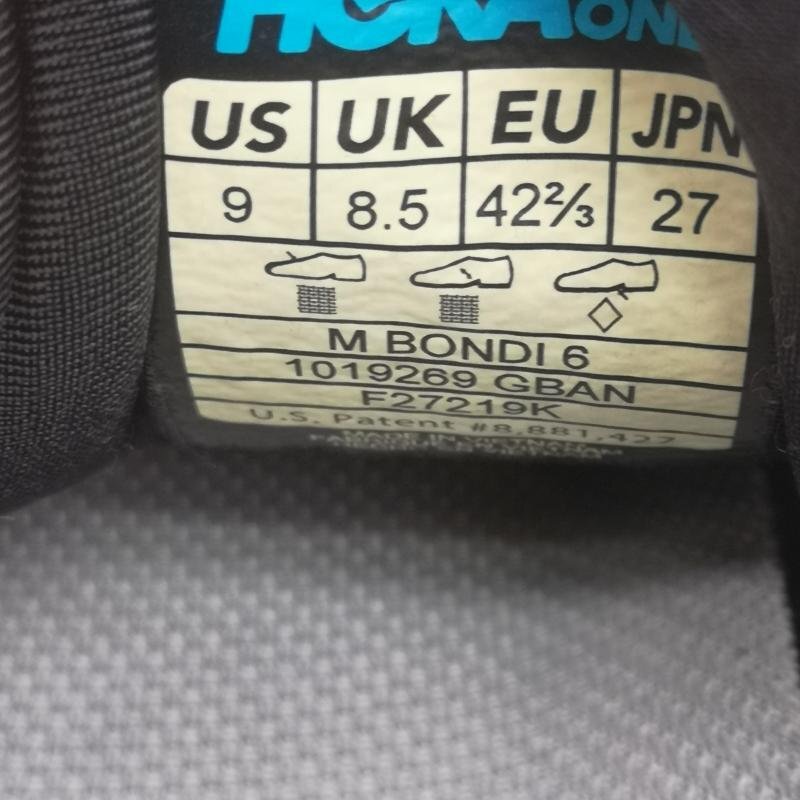 HOKA ONE
US UK EU JPN
9 8.5 42⅔ 27
M BONDI 6
1019269 GBAN
F27219K
U.S. Patent #8,881,427
MADE IN VIETNAM